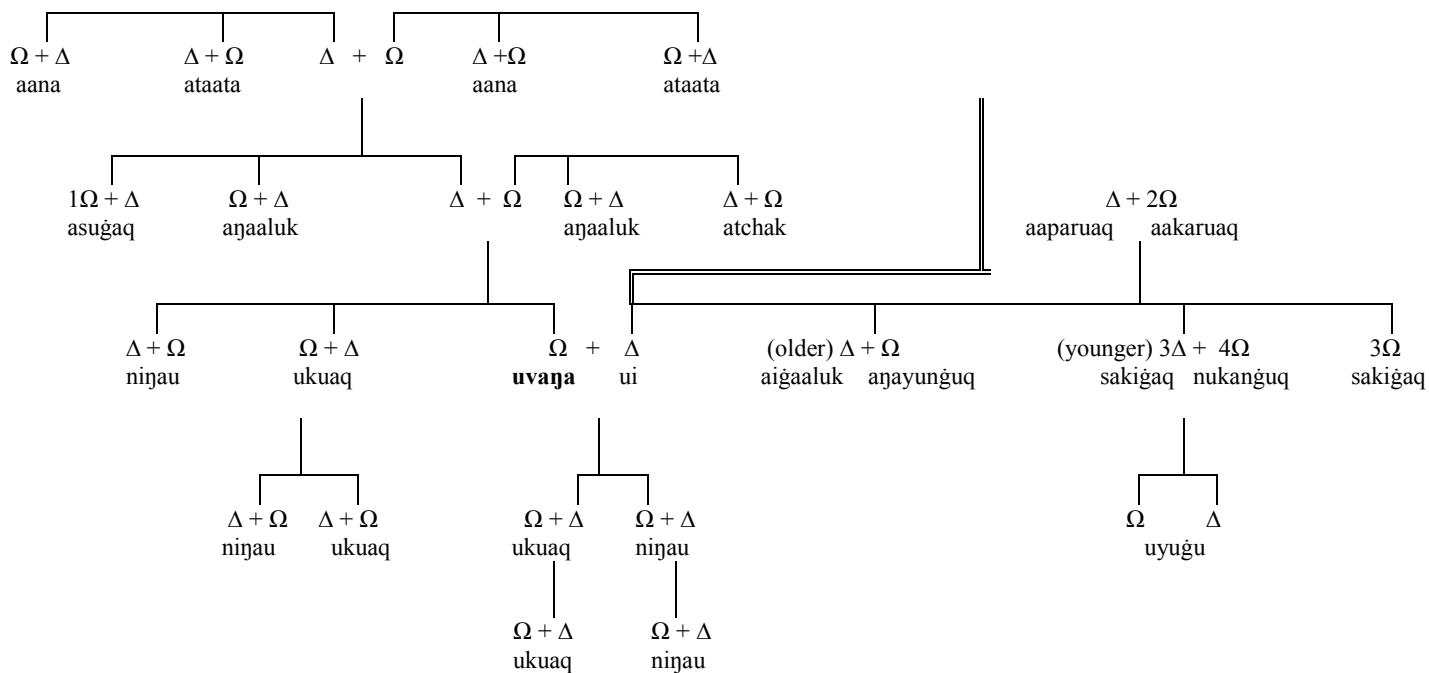 Ω + Δ Δ + Ω Δ + Ω Δ +Ω Ω +Δ
aana ataata aana ataata
1Ω + Δ Ω + Δ Δ + Ω Ω + Δ Δ + Ω Δ + 2Ω
asuġaq aŋaaluk aŋaaluk atchak aaparuaq aakaruaq
Δ + Ω Ω + Δ Ω + Δ (older) Δ + Ω (younger) 3Δ + 4Ω 3Ω
niŋau ukuaq uvaŋa ui aiġaaluk aŋayunġuq sakiġaq nukanġuq sakiġaq
Δ + Ω Δ + Ω Ω + Δ Ω + Δ Ω Δ
niŋau ukuaq ukuaq niŋau uyuġu
Ω + Δ Ω + Δ
ukuaq niŋau